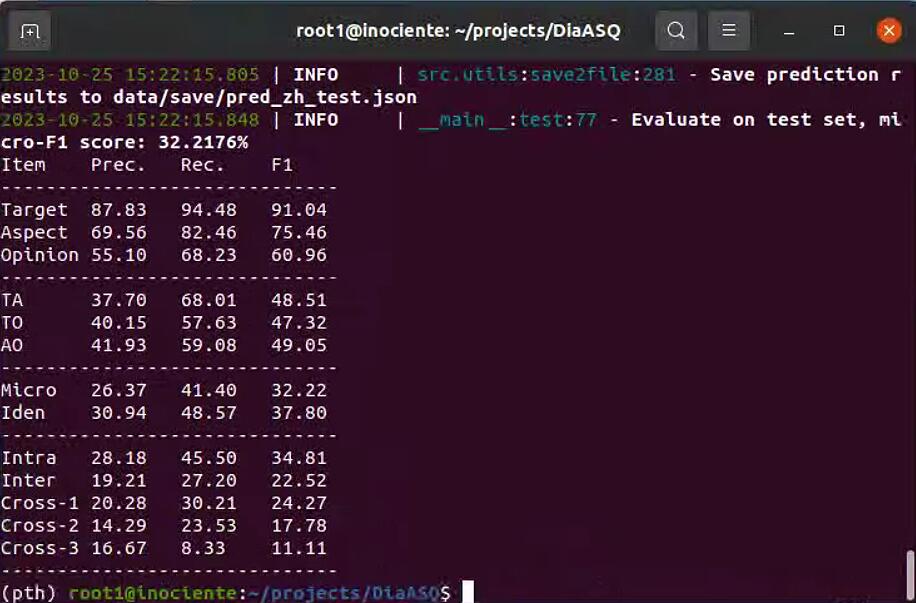 root1@inociente: ~/projects/DiaASQ
2023-10-25 15:22:15.805 | INFO     | src.utils:save2file:281 - Save prediction r
esults to data/save/pred_zh_test.json
2023-10-25 15:22:15.848 | INFO     | __main__:test:77 - Evaluate on test set, mi
cro-F1 score: 32.2176%
Item    Prec.   Rec.    F1
------------------------------
Target  87.83   94.48   91.04
Aspect  69.56   82.46   75.46
Opinion 55.10   68.23   60.96
------------------------------
TA      37.70   68.01   48.51
TO      40.15   57.63   47.32
AO      41.93   59.08   49.05
------------------------------
Micro   26.37   41.40   32.22
Iden    30.94   48.57   37.80
------------------------------
Intra   28.18   45.50   34.81
Inter   19.21   27.20   22.52
Cross-1 20.28   30.21   24.27
Cross-2 14.29   23.53   17.78
Cross-3 16.67   8.33    11.11
------------------------------
(pth) root1@inociente:~/projects/DiaASQ$